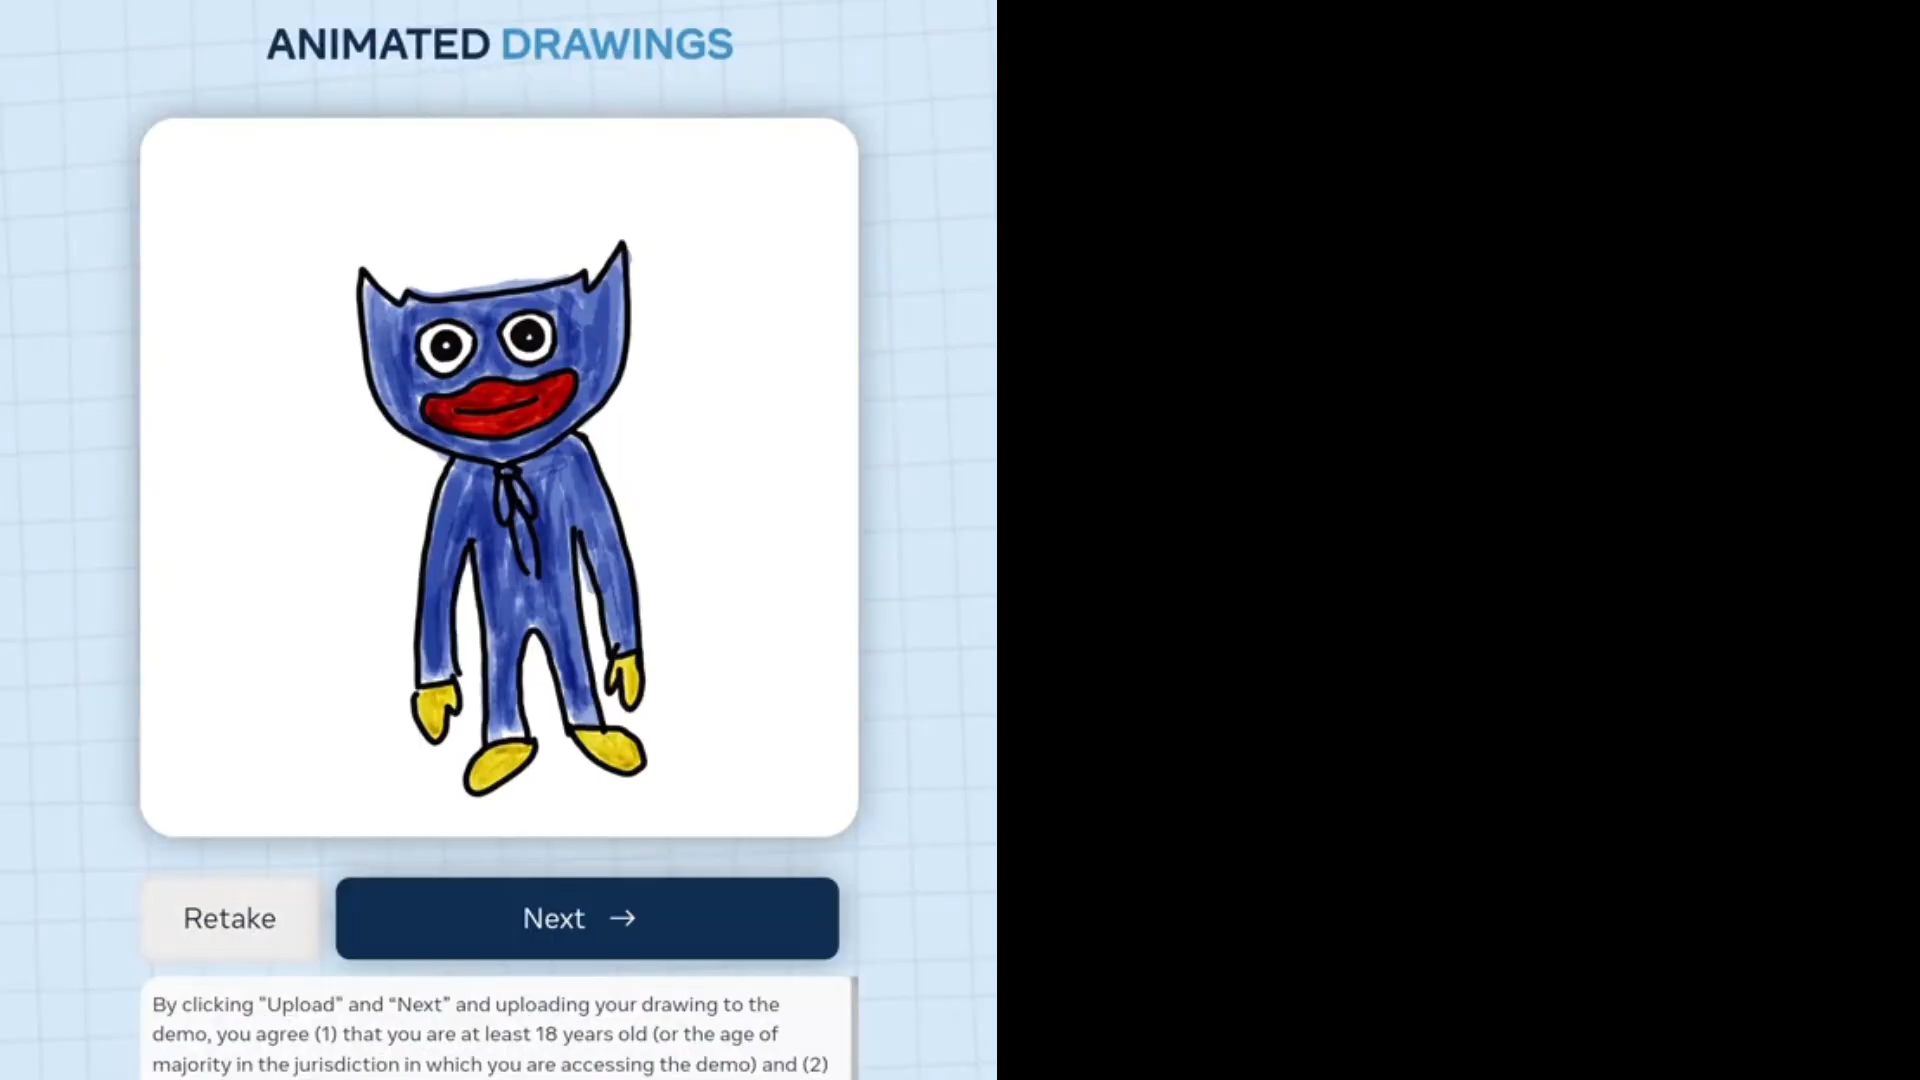 ANIMATED DRAWINGS
Retake
Next →
By clicking "Upload" and “Next” and uploading your drawing to the
demo, you agree (1) that you are at least 18 years old (or the age of
majority in the jurisdiction in which you are accessing the demo) and (2)